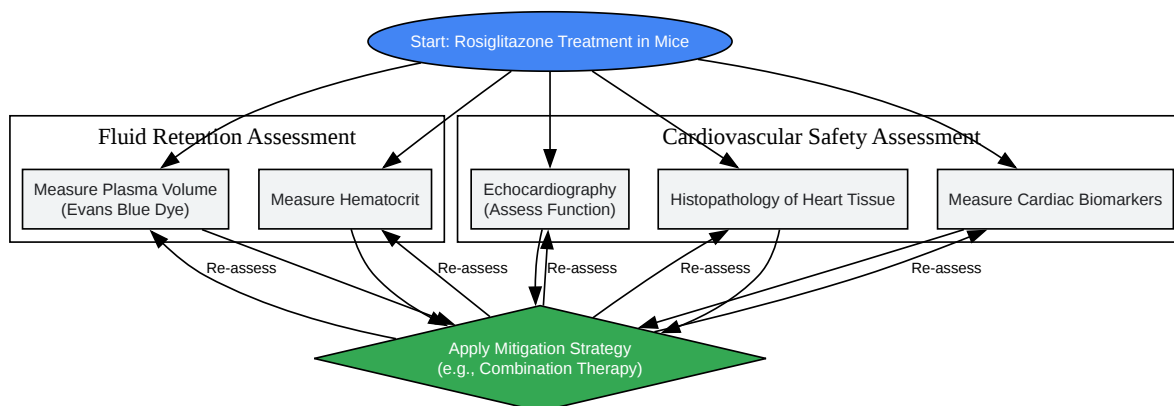 Start: Rosiglitazone Treatment in Mice
Fluid Retention Assessment
Cardiovascular Safety Assessment
Measure Plasma Volume
(Evans Blue Dye)
Measure Hematocrit
Echocardiography
(Assess Function)
Histopathology of Heart Tissue
Measure Cardiac Biomarkers
Re-assess
Re-assess
Re-assess
Re-assess
Re-assess
Apply Mitigation Strategy
(e.g., Combination Therapy)